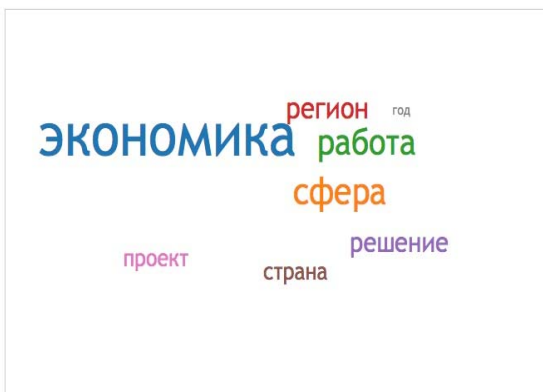 регион
год
экономика
работа
сфера
решение
проект
страна